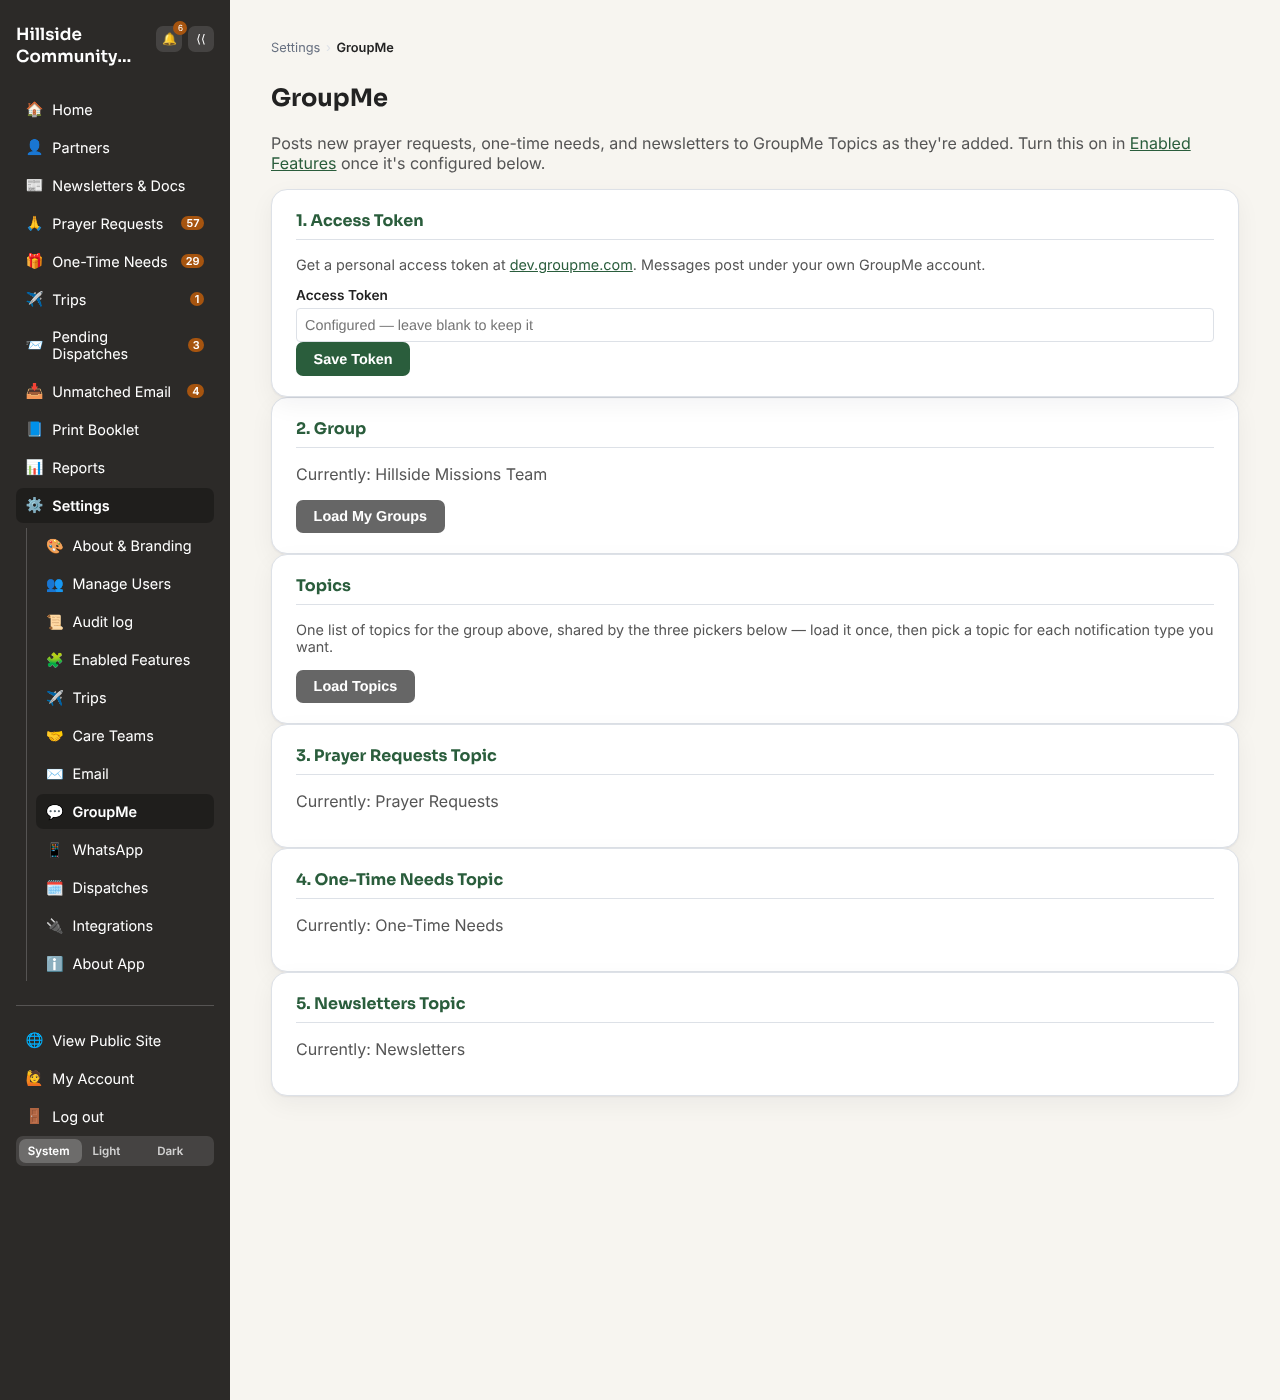 Hillside
Community...
6
⟨⟨
Home
Partners
Newsletters & Docs
Prayer Requests 57
One-Time Needs 29
Trips 1
Pending
Dispatches 3
Unmatched Email 4
Print Booklet
Reports
Settings
About & Branding
Manage Users
Audit log
Enabled Features
Trips
Care Teams
Email
GroupMe
WhatsApp
Dispatches
Integrations
About App
View Public Site
My Account
Log out
System Light Dark
Settings › GroupMe
GroupMe
Posts new prayer requests, one-time needs, and newsletters to GroupMe Topics as they're added. Turn this on in Enabled
Features once it's configured below.
1. Access Token
Get a personal access token at dev.groupme.com. Messages post under your own GroupMe account.
Access Token
Configured — leave blank to keep it
Save Token
2. Group
Currently: Hillside Missions Team
Load My Groups
Topics
One list of topics for the group above, shared by the three pickers below — load it once, then pick a topic for each notification type you
want.
Load Topics
3. Prayer Requests Topic
Currently: Prayer Requests
4. One-Time Needs Topic
Currently: One-Time Needs
5. Newsletters Topic
Currently: Newsletters